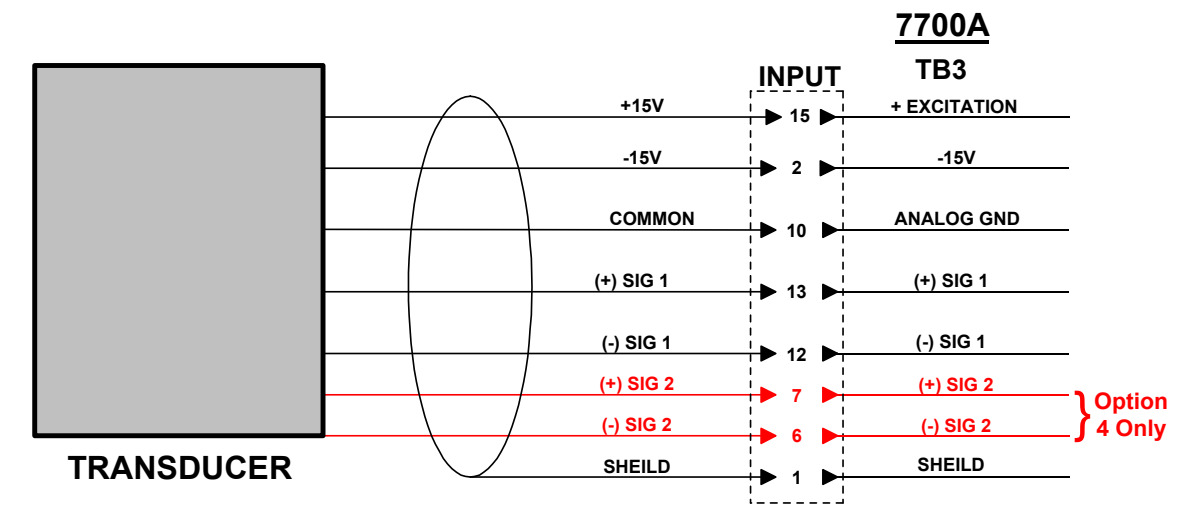 7700A
INPUT TB3
+15V 15 + EXCITATION
-15V 2 -15V
COMMON 10 ANALOG GND
(+) SIG 1 13 (+) SIG 1
(-) SIG 1 12 (-) SIG 1
(+) SIG 2 7 (+) SIG 2
(-) SIG 2 6 (-) SIG 2
} Option
4 Only
SHEILD 1 SHEILD
TRANSDUCER